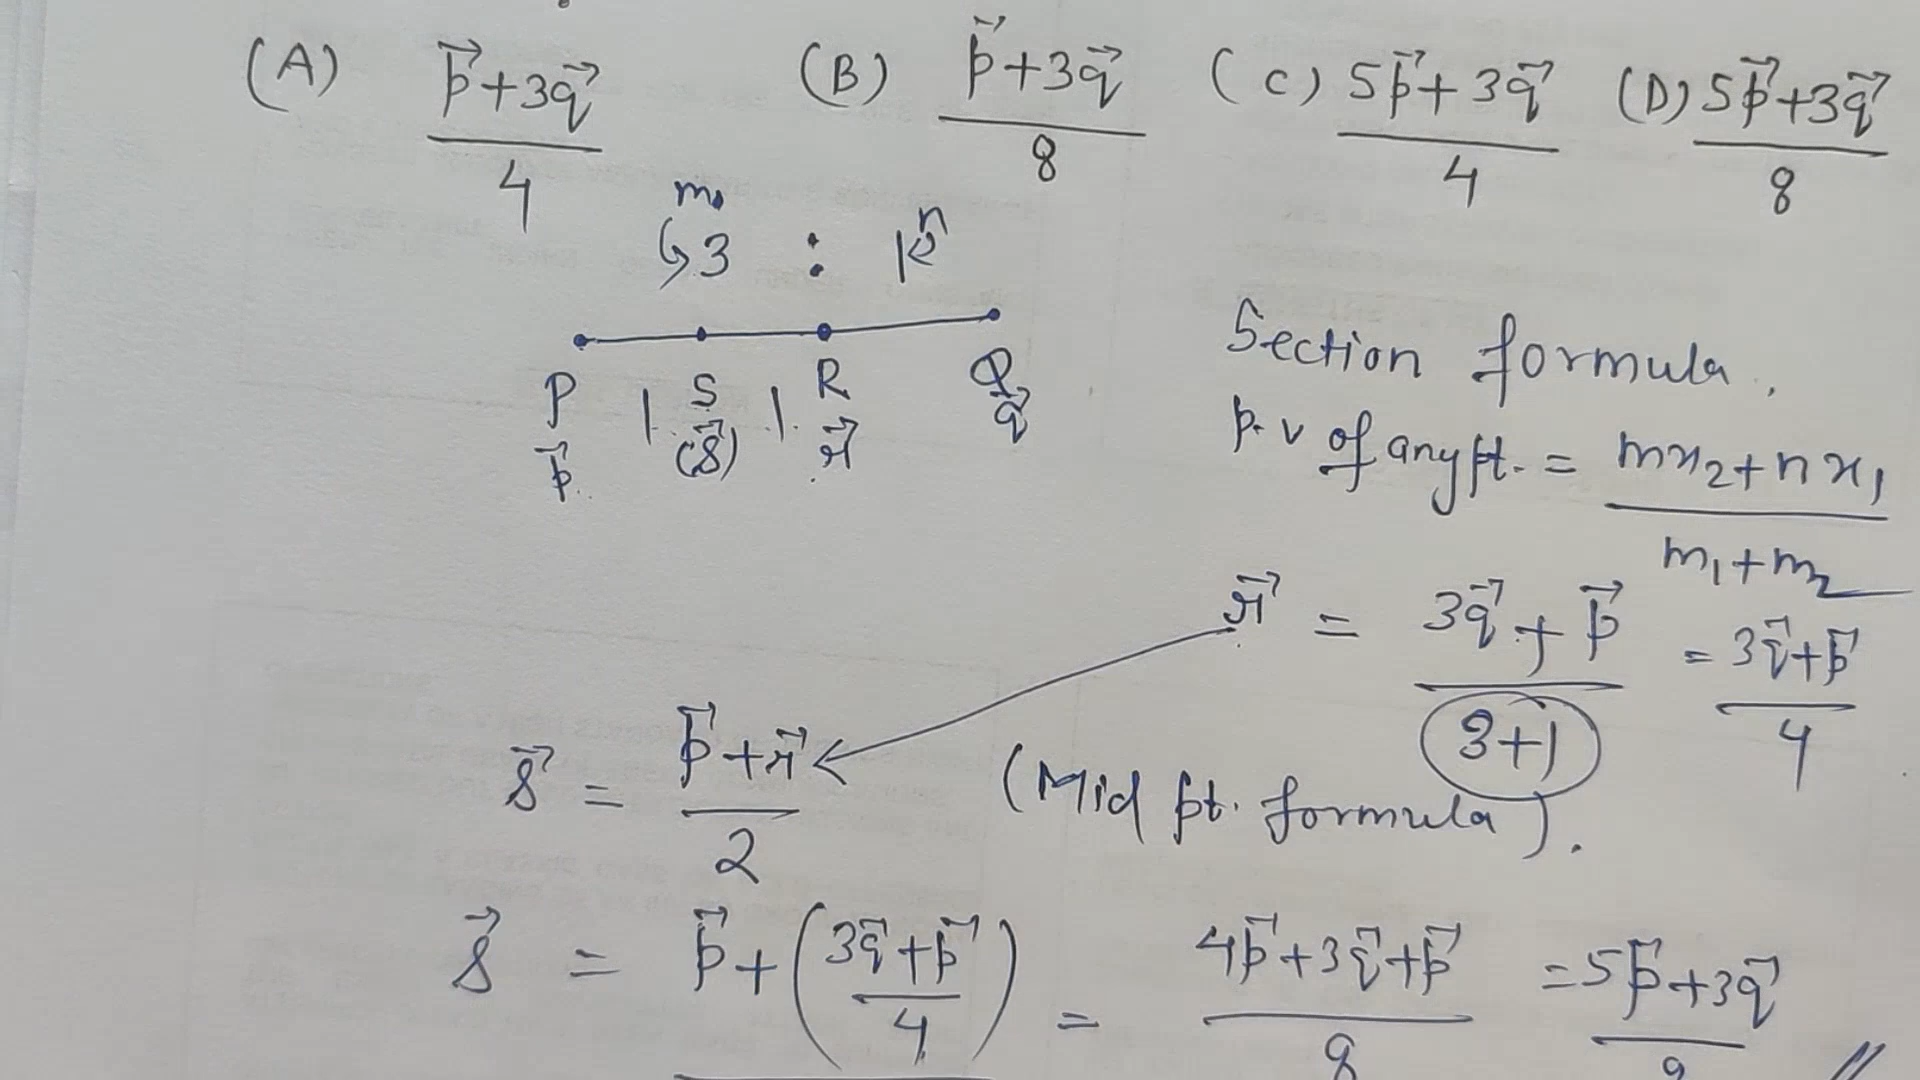 (A) p⃗+3q⃗/4 (B) p⃗+3q⃗/8 (C) 5p⃗+3q⃗/4 (D) 5p⃗+3q⃗/8
m n
3 : 1
P S R Q
p⃗ 1 (s⃗) 1 r⃗ q⃗
Section formula.
p.v of any pt. = mx₂+nx₁/m₁+m₂
r⃗ = 3q⃗+p⃗/3+1 = 3q⃗+p⃗/4
s⃗ = p⃗+r⃗/2 (Mid pt. formula).
s⃗ = p⃗+(3q⃗+p⃗/4) = 4p⃗+3q⃗+p⃗/8 = 5p⃗+3q⃗/8 //